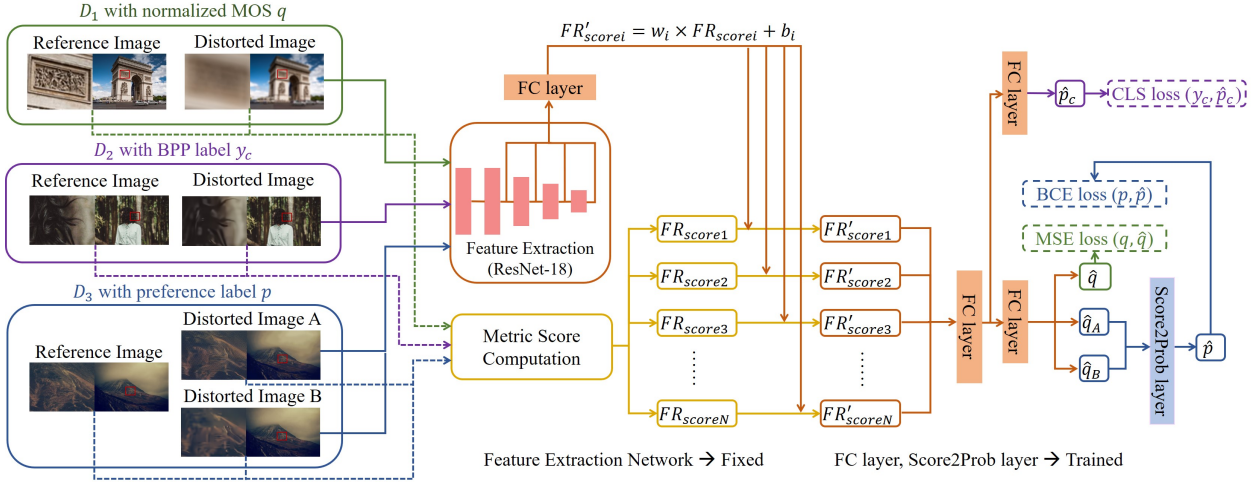 D₁ with normalized MOS q
Reference Image
Distorted Image
D₂ with BPP label y_c
Reference Image
Distorted Image
D₃ with preference label p
Distorted Image A
Reference Image
Distorted Image B
FR'_scorei = w_i × FR_scorei + b_i
FC layer
Feature Extraction
(ResNet-18)
Metric Score
Computation
FR_score1
FR_score2
FR_score3
......
FR_scoreN
FR'_score1
FR'_score2
FR'_score3
......
FR'_scoreN
FC layer
FC layer
FC layer
p̂_c
CLS loss (y_c, p̂_c)
BCE loss (p, p̂)
MSE loss (q, q̂)
q̂
q̂_A
q̂_B
Score2Prob layer
p̂
Feature Extraction Network → Fixed
FC layer, Score2Prob layer → Trained